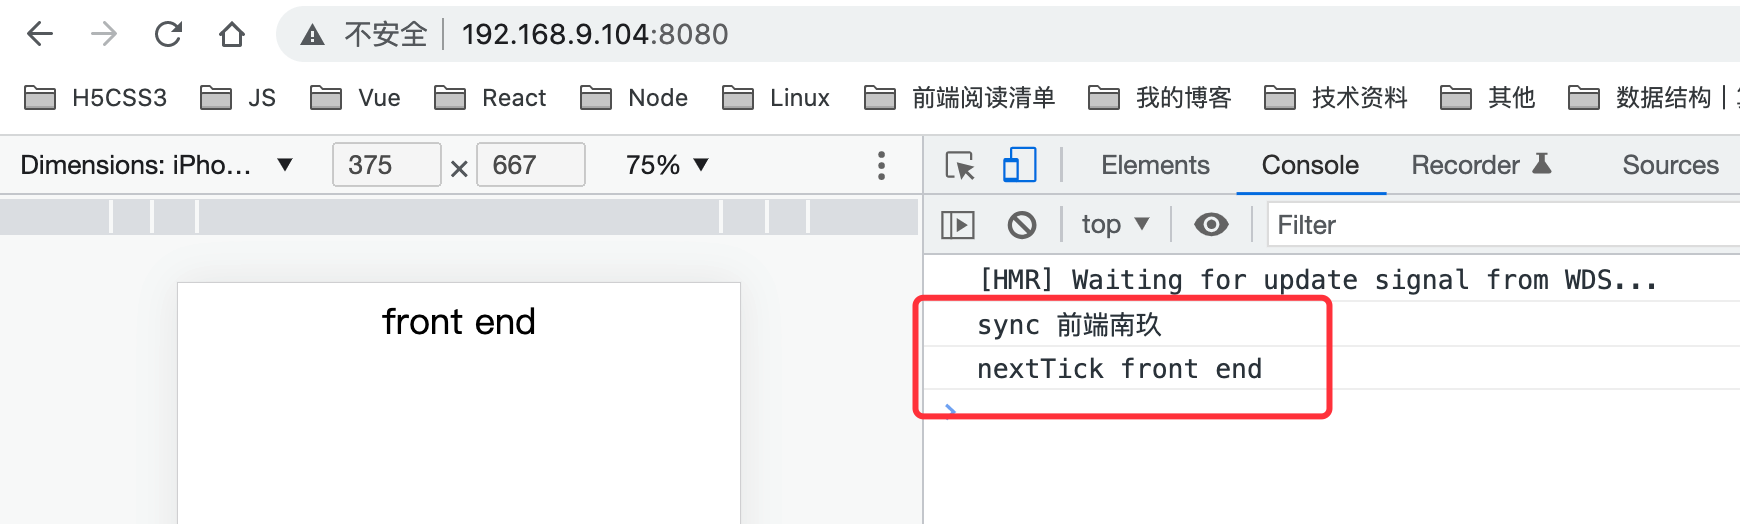 不安全 192.168.9.104:8080
H5CSS3 JS Vue React Node Linux 前端阅读清单 我的博客 技术资料 其他 数据结构 |
Dimensions: iPho... ▼ 375 × 667 75% ▼
Elements Console Recorder Sources
top ▼ Filter
front end
[HMR] Waiting for update signal from WDS...
sync 前端南玖
nextTick front end